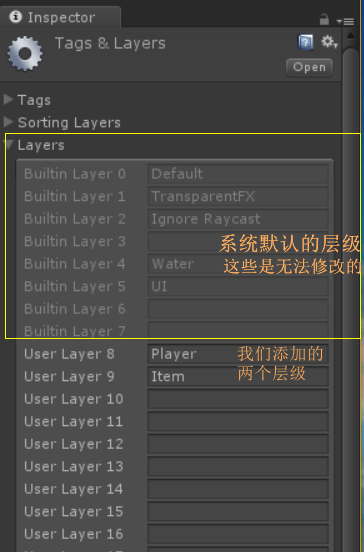 Inspector
Tags & Layers
Open
Tags
Sorting Layers
Layers
Builtin Layer 0 Default
Builtin Layer 1 TransparentFX
Builtin Layer 2 Ignore Raycast
Builtin Layer 3
系统默认的层级
Builtin Layer 4 Water
这些是无法修改的
Builtin Layer 5 UI
Builtin Layer 6
Builtin Layer 7
User Layer 8 Player
我们添加的
User Layer 9 Item
两个层级
User Layer 10
User Layer 11
User Layer 12
User Layer 13
User Layer 14
User Layer 15
User Layer 16